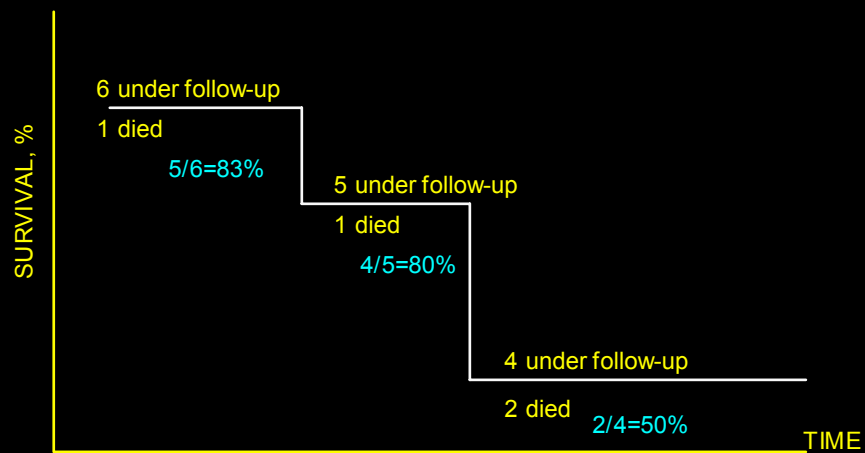 6 under follow-up
1 died
5/6=83%
5 under follow-up
1 died
4/5=80%
4 under follow-up
2 died
2/4=50%
SURVIVAL, %
TIME